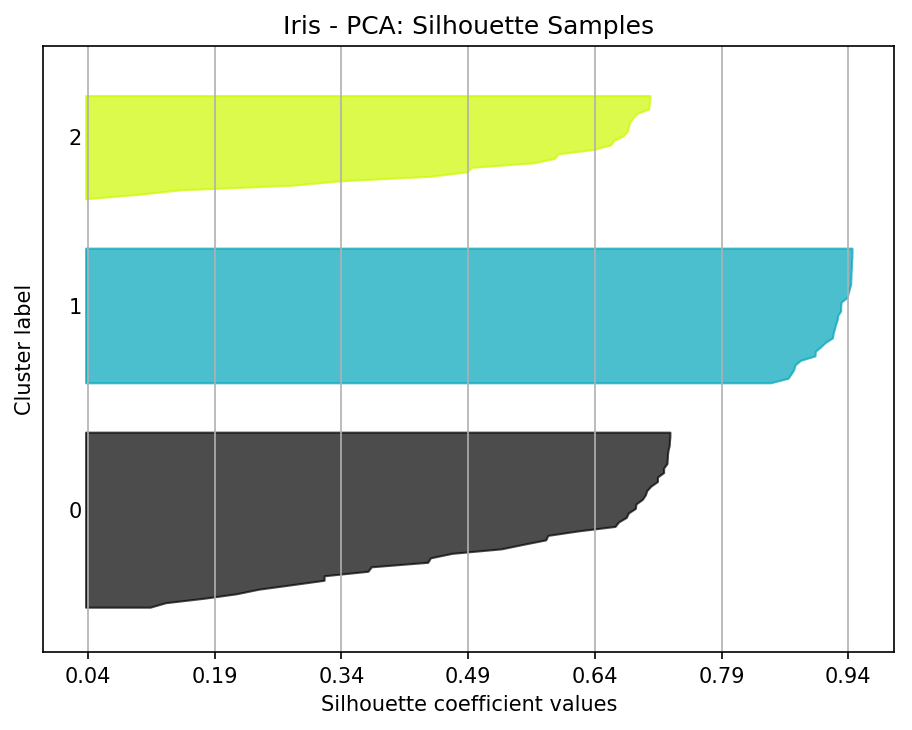 Iris - PCA: Silhouette Samples
2
1
0
Cluster label
0.04 0.19 0.34 0.49 0.64 0.79 0.94
Silhouette coefficient values